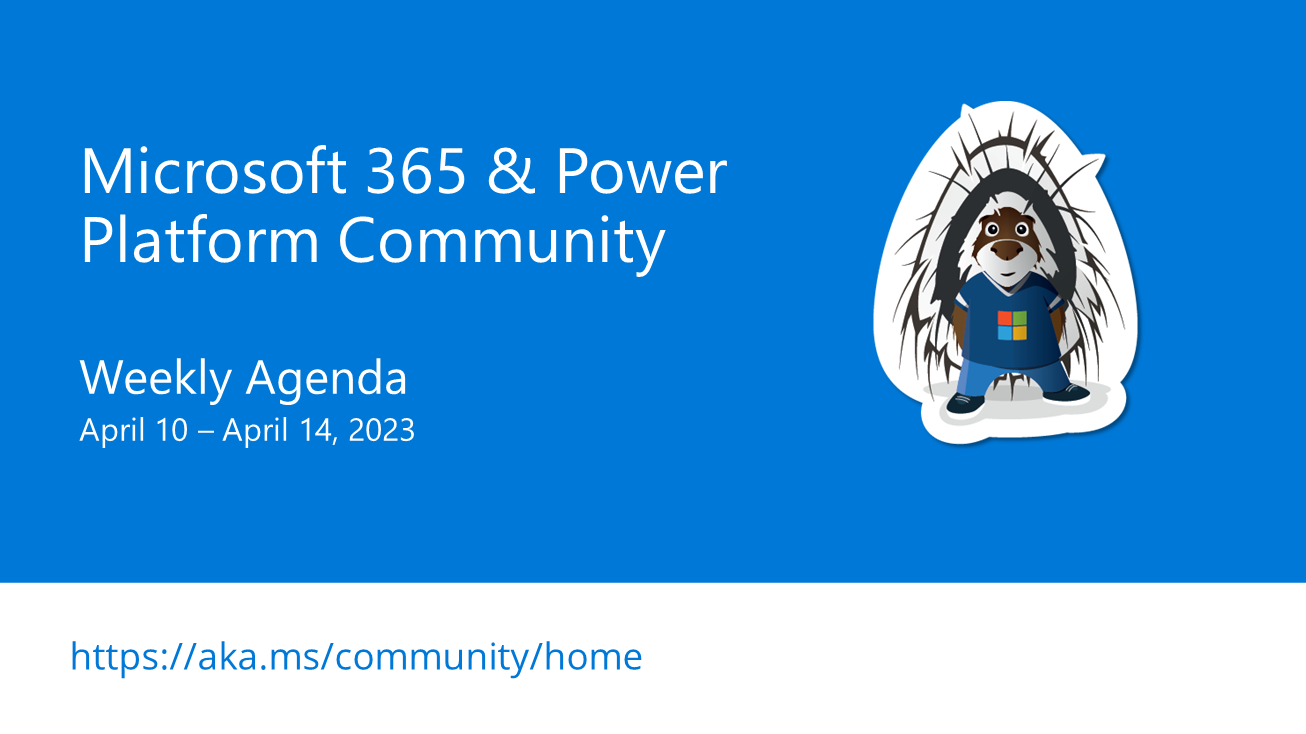 Microsoft 365 & Power
Platform Community
Weekly Agenda
April 10 – April 14, 2023
https://aka.ms/community/home